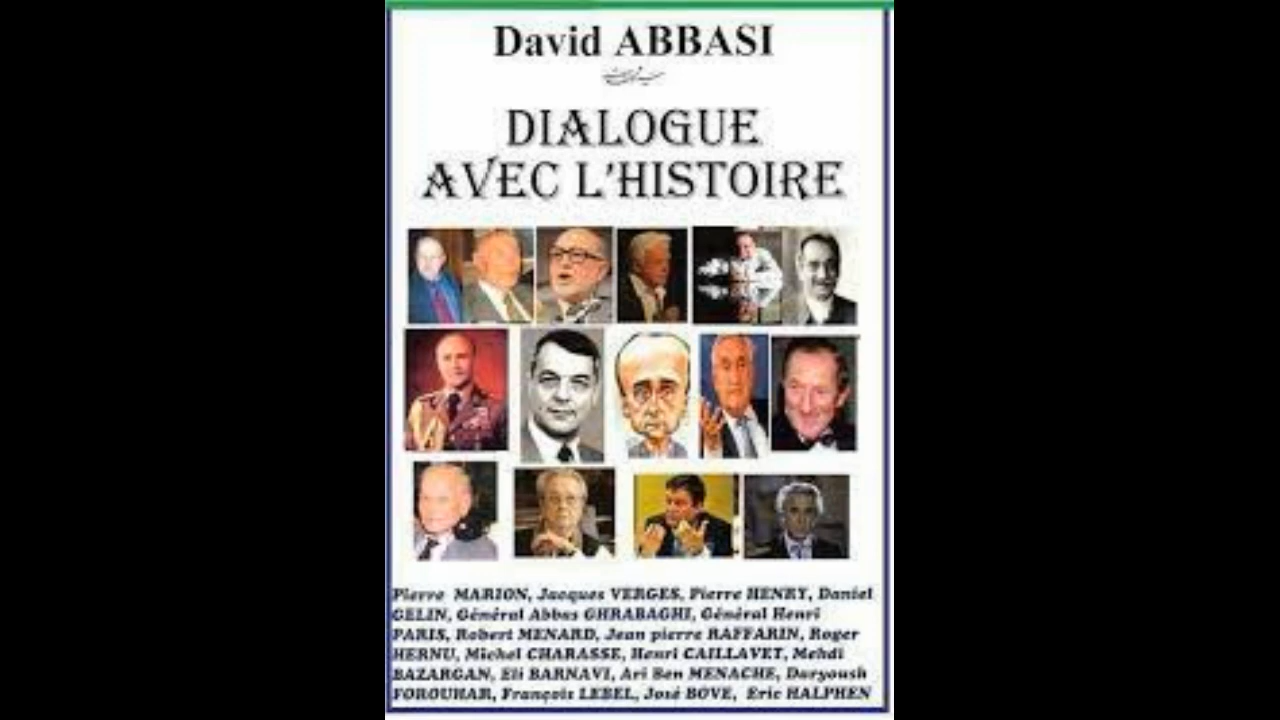 David ABBASI
DIALOGUE
AVEC L'HISTOIRE
Pierre MARION, Jacques VERGES, Pierre HENRY, Daniel
GELIN, Général Abbas GHRABAGHI, Général Henri
PARIS, Robert MENARD, Jean pierre RAFFARIN, Roger
HERNU, Michel CHARASSE, Henri CAILLAVET, Mehdi
BAZARGAN, Eli BARNAVI, Ari Ben MENACHE, Daryoush
FOROUHAR, François LEBEL, José BOVE, Eric HALPHEN